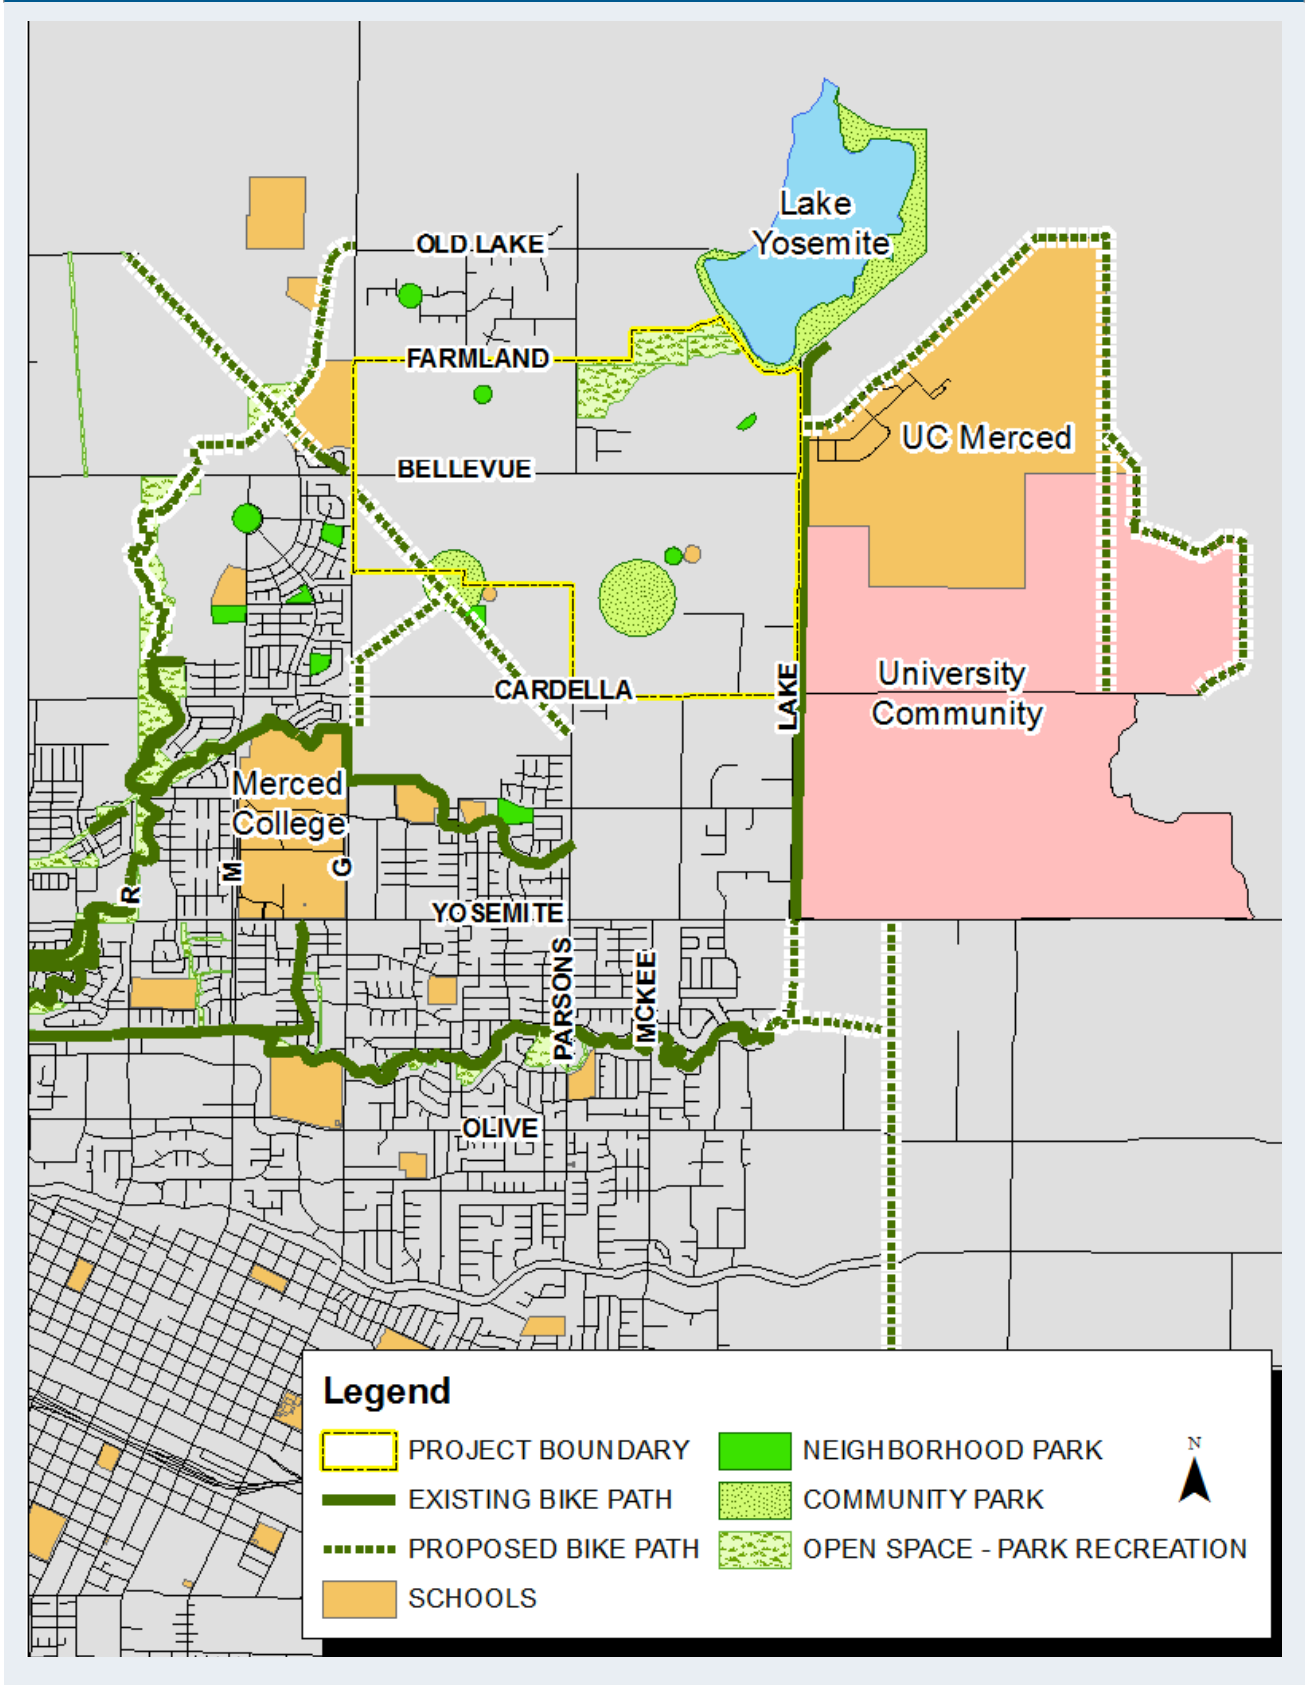 Lake
Yosemite
OLD LAKE
FARMLAND
UC Merced
BELLEVUE
University
Community
CARDELLA
LAKE
Merced
College
M
G
R
YOSEMITE
PARSONS
MCKEE
OLIVE
Legend
PROJECT BOUNDARY
EXISTING BIKE PATH
PROPOSED BIKE PATH
SCHOOLS
NEIGHBORHOOD PARK
COMMUNITY PARK
OPEN SPACE - PARK RECREATION
N